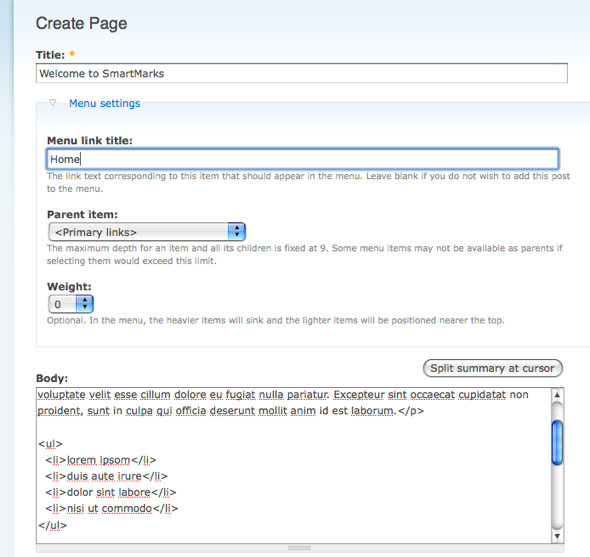 Create Page
Title: *
Welcome to SmartMarks
Menu settings
Menu link title:
Home
The link text corresponding to this item that should appear in the menu. Leave blank if you do not wish to add this post
to the menu.
Parent item:
<Primary links>
The maximum depth for an item and all its children is fixed at 9. Some menu items may not be available as parents if
selecting them would exceed this limit.
Weight:
0
Optional. In the menu, the heavier items will sink and the lighter items will be positioned nearer the top.
Split summary at cursor
Body:
voluptate velit esse cillum dolore eu fugiat nulla pariatur. Excepteur sint occaecat cupidatat non
proident, sunt in culpa qui officia deserunt mollit anim id est laborum.</p>
<ul>
<li>lorem ipsom</li>
<li>duis aute irure</li>
<li>dolor sint labore</li>
<li>nisi ut commodo</li>
</ul>